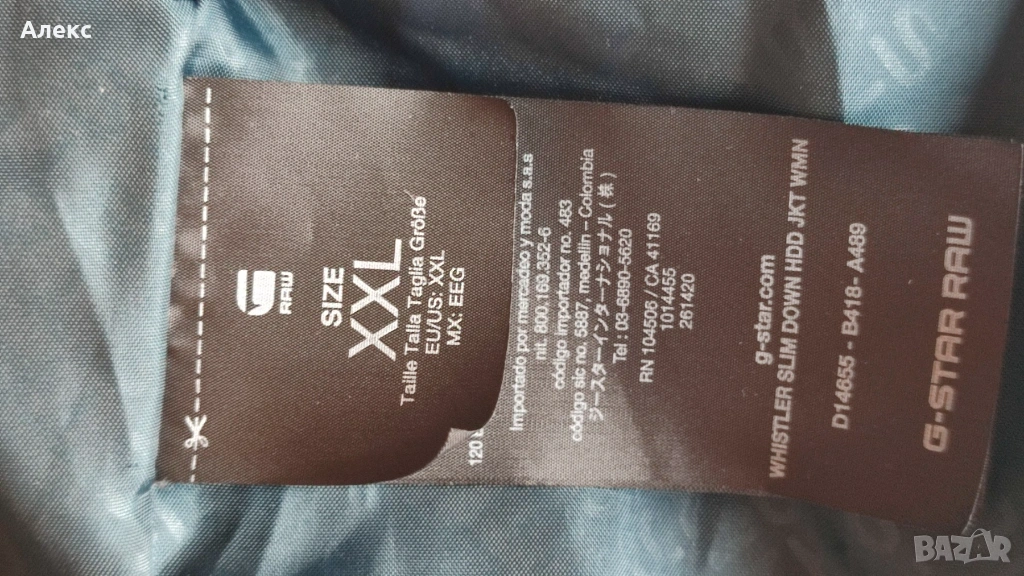 Алекс
RAW
SIZE
XXL
Taille Talla Taglia Größe
EU/US: XXL
MX: EEG
120
Importado por mercadeo y moda s.a.s
nit. 800.163.352-6
código importador no. 483
código sic no. 5887, medellin – Colombia
ジースターインターナショナル（株）
Tel : 03-6890-5620
RN 104506 / CA 41169
1014455
261420
g-star.com
WHISTLER SLIM DOWN HDD JKT WMN
D14655 - B418- A489
G-STAR RAW
BAZAR